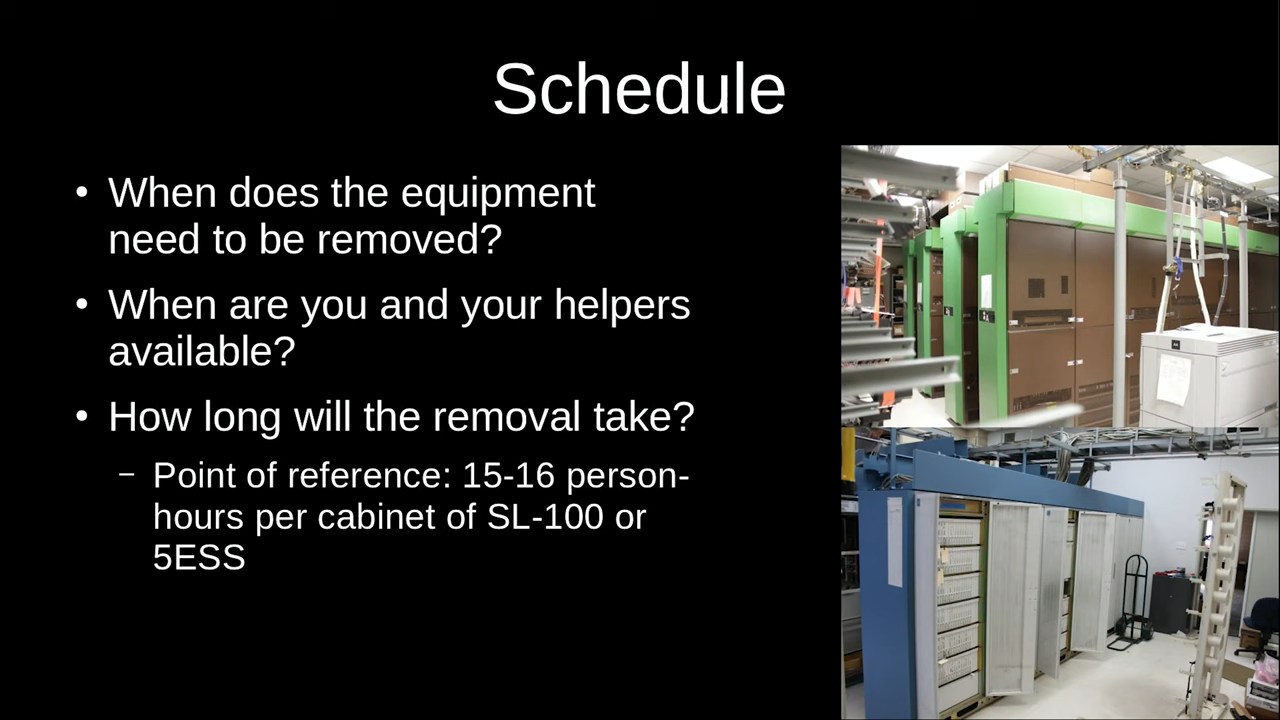 Schedule
• When does the equipment
need to be removed?
• When are you and your helpers
available?
• How long will the removal take?
– Point of reference: 15-16 person-
hours per cabinet of SL-100 or
5ESS